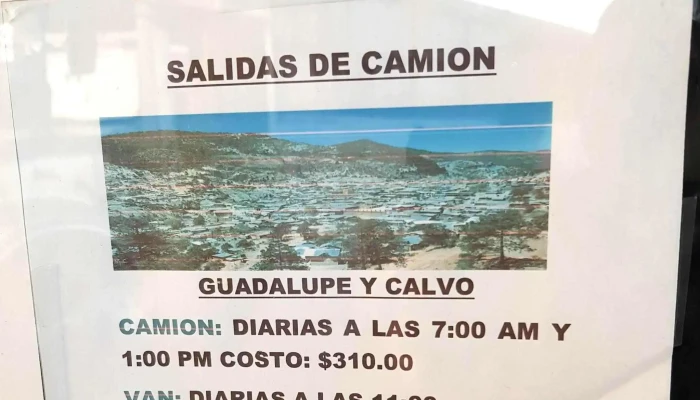 SALIDAS DE CAMION
GUADALUPE Y CALVO
CAMION: DIARIAS A LAS 7:00 AM Y
1:00 PM COSTO: $310.00
VAN: DIARIAS A LAS